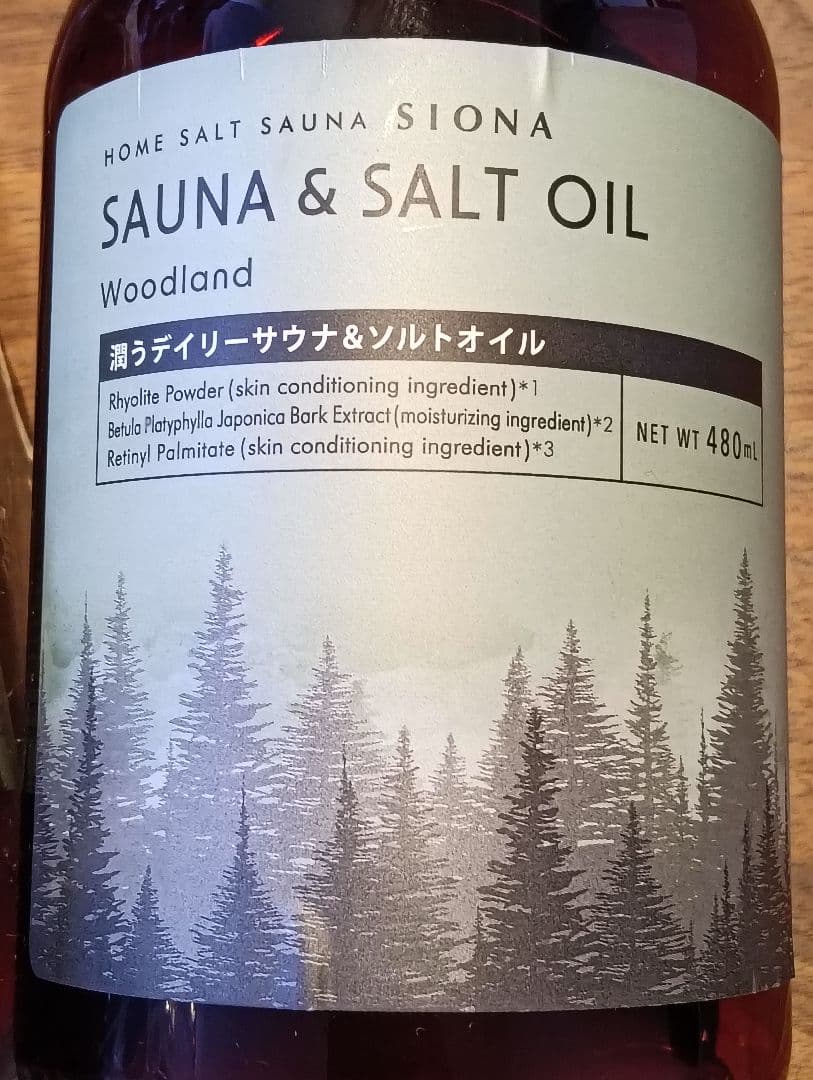 HOME SALT SAUNA SIONA
SAUNA & SALT OIL
Woodland
潤うデイリーサウナ&ソルトオイル
Rhyolite Powder (skin conditioning ingredient)*1
Betula Platyphylla Japonica Bark Extract (moisturizing ingredient)*2
Retinyl Palmitate (skin conditioning ingredient)*3
NET WT 480mL